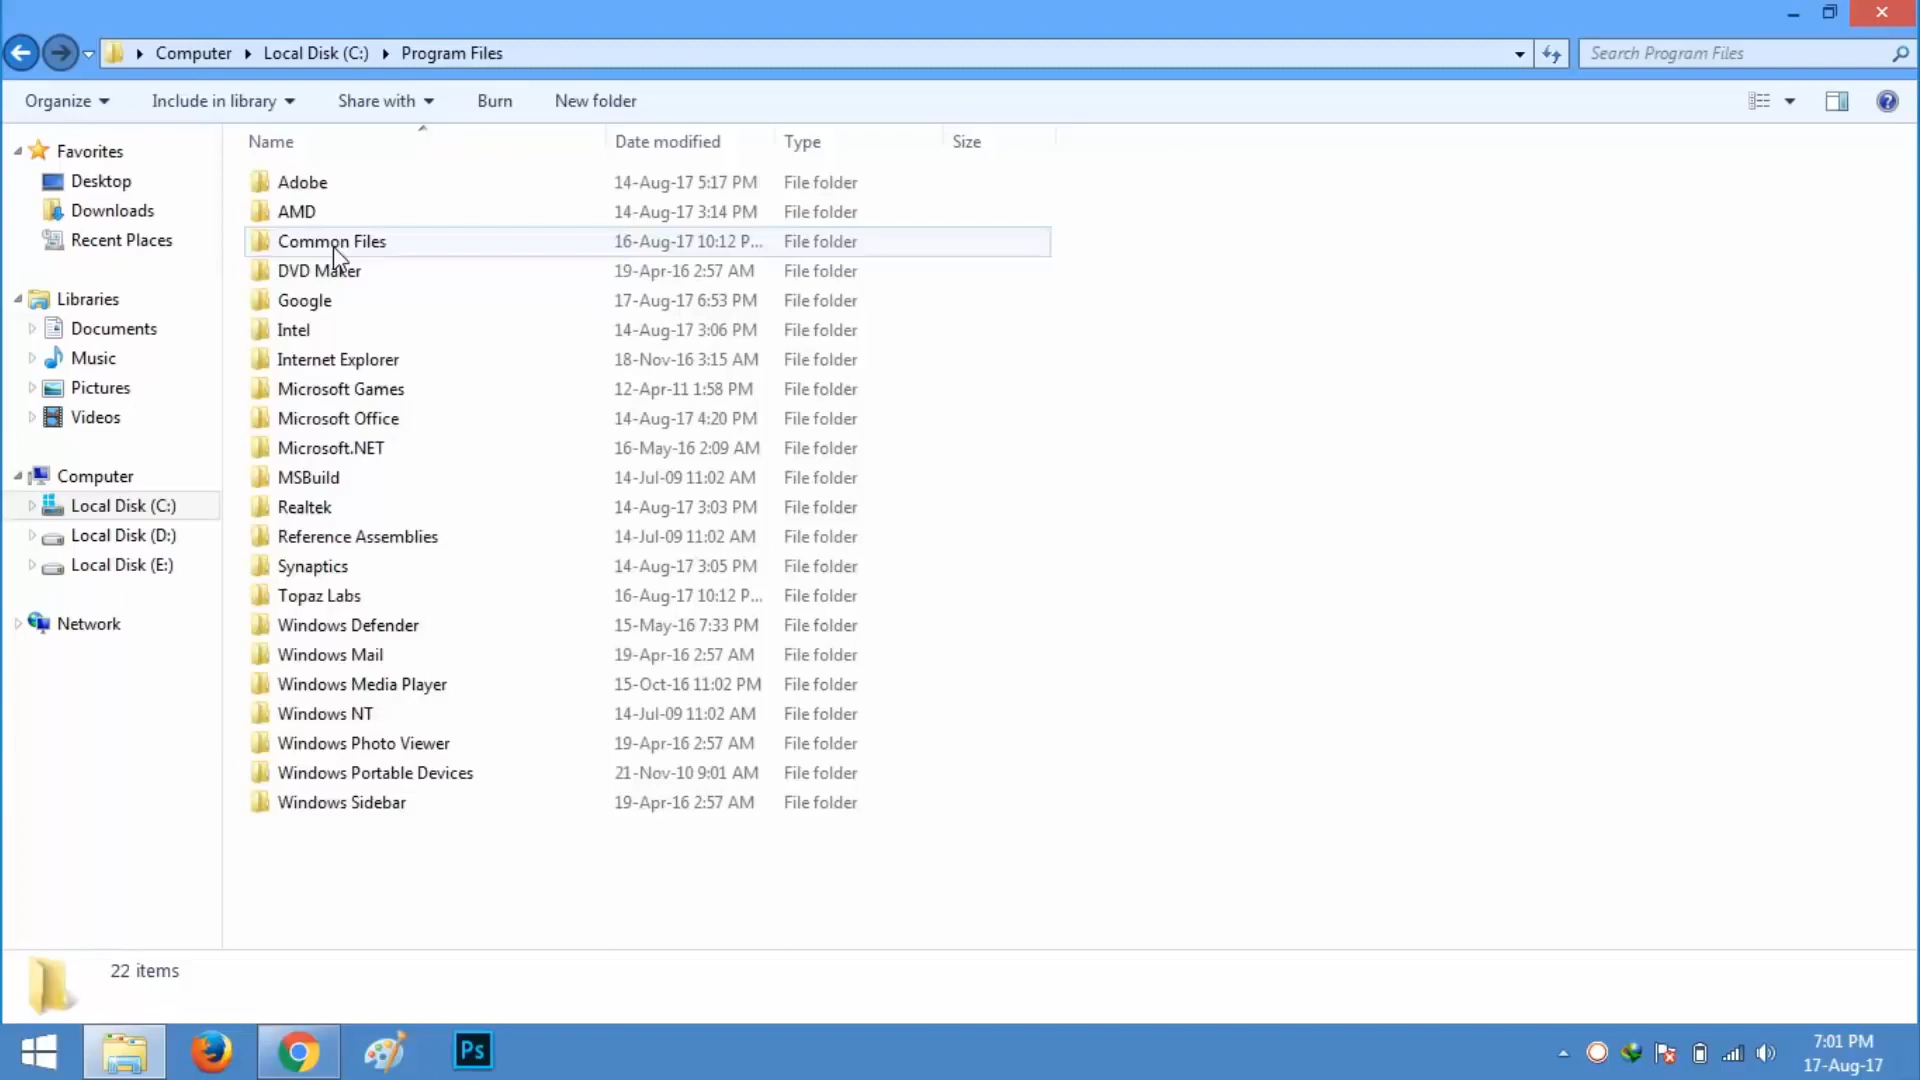 Computer Local Disk (C:) Program Files
Search Program Files
Organize Include in library Share with Burn New folder
Name Date modified Type Size
Favorites
Desktop
Downloads
Recent Places
Libraries
Documents
Music
Pictures
Videos
Computer
Local Disk (C:)
Local Disk (D:)
Local Disk (E:)
Network
Adobe 14-Aug-17 5:17 PM File folder
AMD 14-Aug-17 3:14 PM File folder
Common Files 16-Aug-17 10:12 P... File folder
DVD Maker 19-Apr-16 2:57 AM File folder
Google 17-Aug-17 6:53 PM File folder
Intel 14-Aug-17 3:06 PM File folder
Internet Explorer 18-Nov-16 3:15 AM File folder
Microsoft Games 12-Apr-11 1:58 PM File folder
Microsoft Office 14-Aug-17 4:20 PM File folder
Microsoft.NET 16-May-16 2:09 AM File folder
MSBuild 14-Jul-09 11:02 AM File folder
Realtek 14-Aug-17 3:03 PM File folder
Reference Assemblies 14-Jul-09 11:02 AM File folder
Synaptics 14-Aug-17 3:05 PM File folder
Topaz Labs 16-Aug-17 10:12 P... File folder
Windows Defender 15-May-16 7:33 PM File folder
Windows Mail 19-Apr-16 2:57 AM File folder
Windows Media Player 15-Oct-16 11:02 PM File folder
Windows NT 14-Jul-09 11:02 AM File folder
Windows Photo Viewer 19-Apr-16 2:57 AM File folder
Windows Portable Devices 21-Nov-10 9:01 AM File folder
Windows Sidebar 19-Apr-16 2:57 AM File folder
22 items
Ps
7:01 PM
17-Aug-17